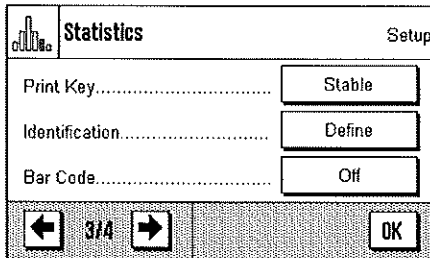 Statistics Setup
Print Key.............................. Stable
Identification.......................... Define
Bar Code.............................. Off
3/4 OK